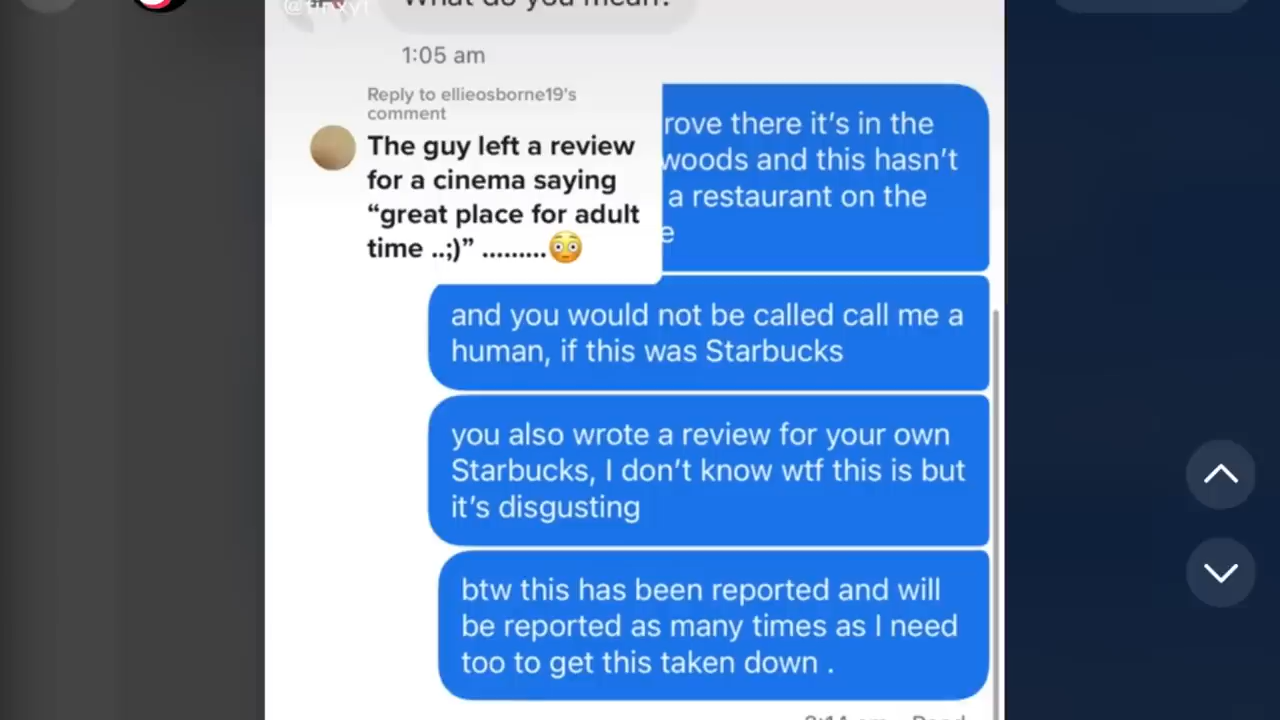 What do you mean?
1:05 am
Reply to ellieosborne19's
comment
The guy left a review
for a cinema saying
“great place for adult
time ..;)” .........😳
rove there it’s in the
woods and this hasn’t
a restaurant on the
e
and you would not be called call me a
human, if this was Starbucks
you also wrote a review for your own
Starbucks, I don’t know wtf this is but
it’s disgusting
btw this has been reported and will
be reported as many times as I need
too to get this taken down .